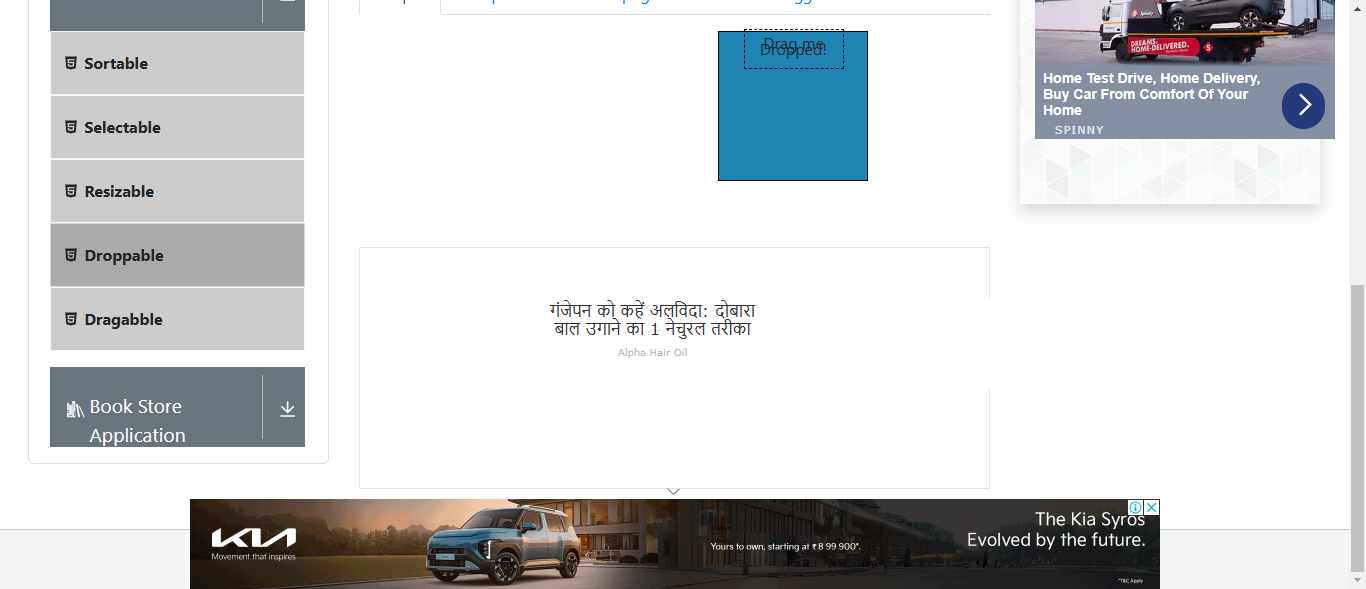 Sortable
Selectable
Resizable
Droppable
Dragabble
Book Store
Application
Drag me
Dropped!
गंजेपन को कहें अलविदा: दोबारा
बाल उगाने का 1 नेचुरल तरीका
Alpha Hair Oil
Spinny
DREAMS.
HOME-DELIVERED.
Home Test Drive, Home Delivery,
Buy Car From Comfort Of Your
Home
SPINNY
KIA
Movement that inspires
Yours to own, starting at ₹ 8 99 900*.
The Kia Syros
Evolved by the future.
*T&C Apply